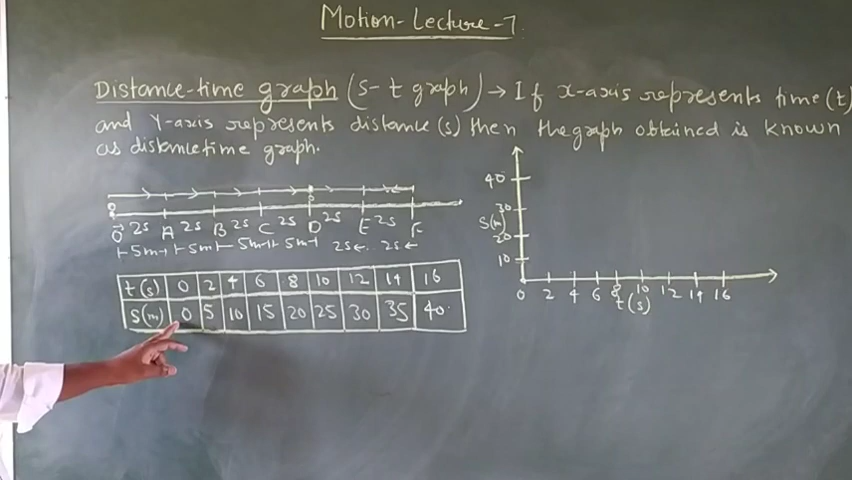 Motion-Lecture-7
Distance-time graph (s-t graph) → If x-axis represents time (t)
and Y-axis represents distance (s) then the graph obtained is known
as distance time graph.
O 2s A 2s B 2s C 2s D 2s E 2s F
5m 5m 5m 5m 2s 2s
t(s) 0 2 4 6 8 10 12 14 16
S(m) 0 5 10 15 20 25 30 35 40
40
30
S(m)
20
10
0 2 4 6 8 10 12 14 16
t(s)